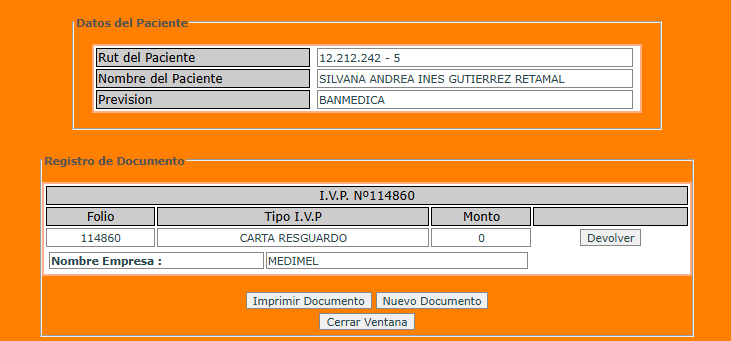 Datos del Paciente
Rut del Paciente 12.212.242 - 5
Nombre del Paciente SILVANA ANDREA INES GUTIERREZ RETAMAL
Prevision BANMEDICA
Registro de Documento
I.V.P. Nº114860
Folio Tipo I.V.P Monto
114860 CARTA RESGUARDO 0 Devolver
Nombre Empresa : MEDIMEL
Imprimir Documento Nuevo Documento
Cerrar Ventana